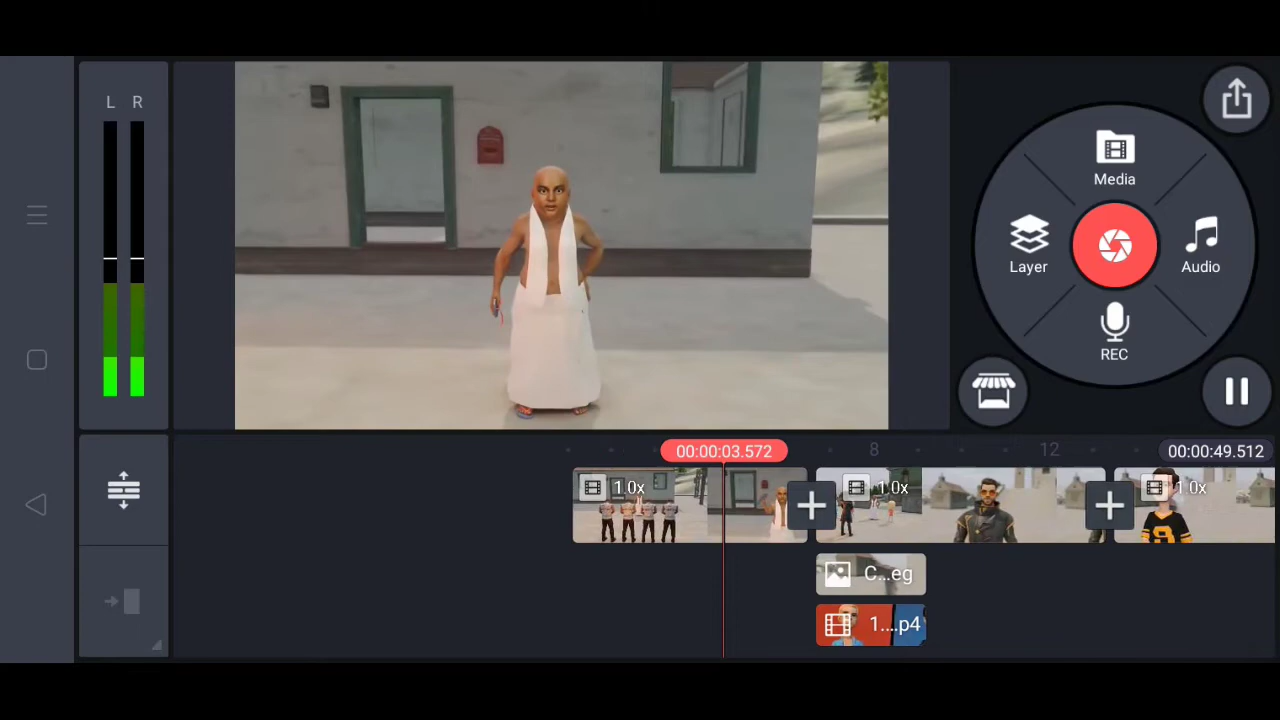 L R
Media
Layer
Audio
REC
00:00:03.572
8
12
00:00:49.512
1.0x
1.0x
1.0x
C...eg
1....p4